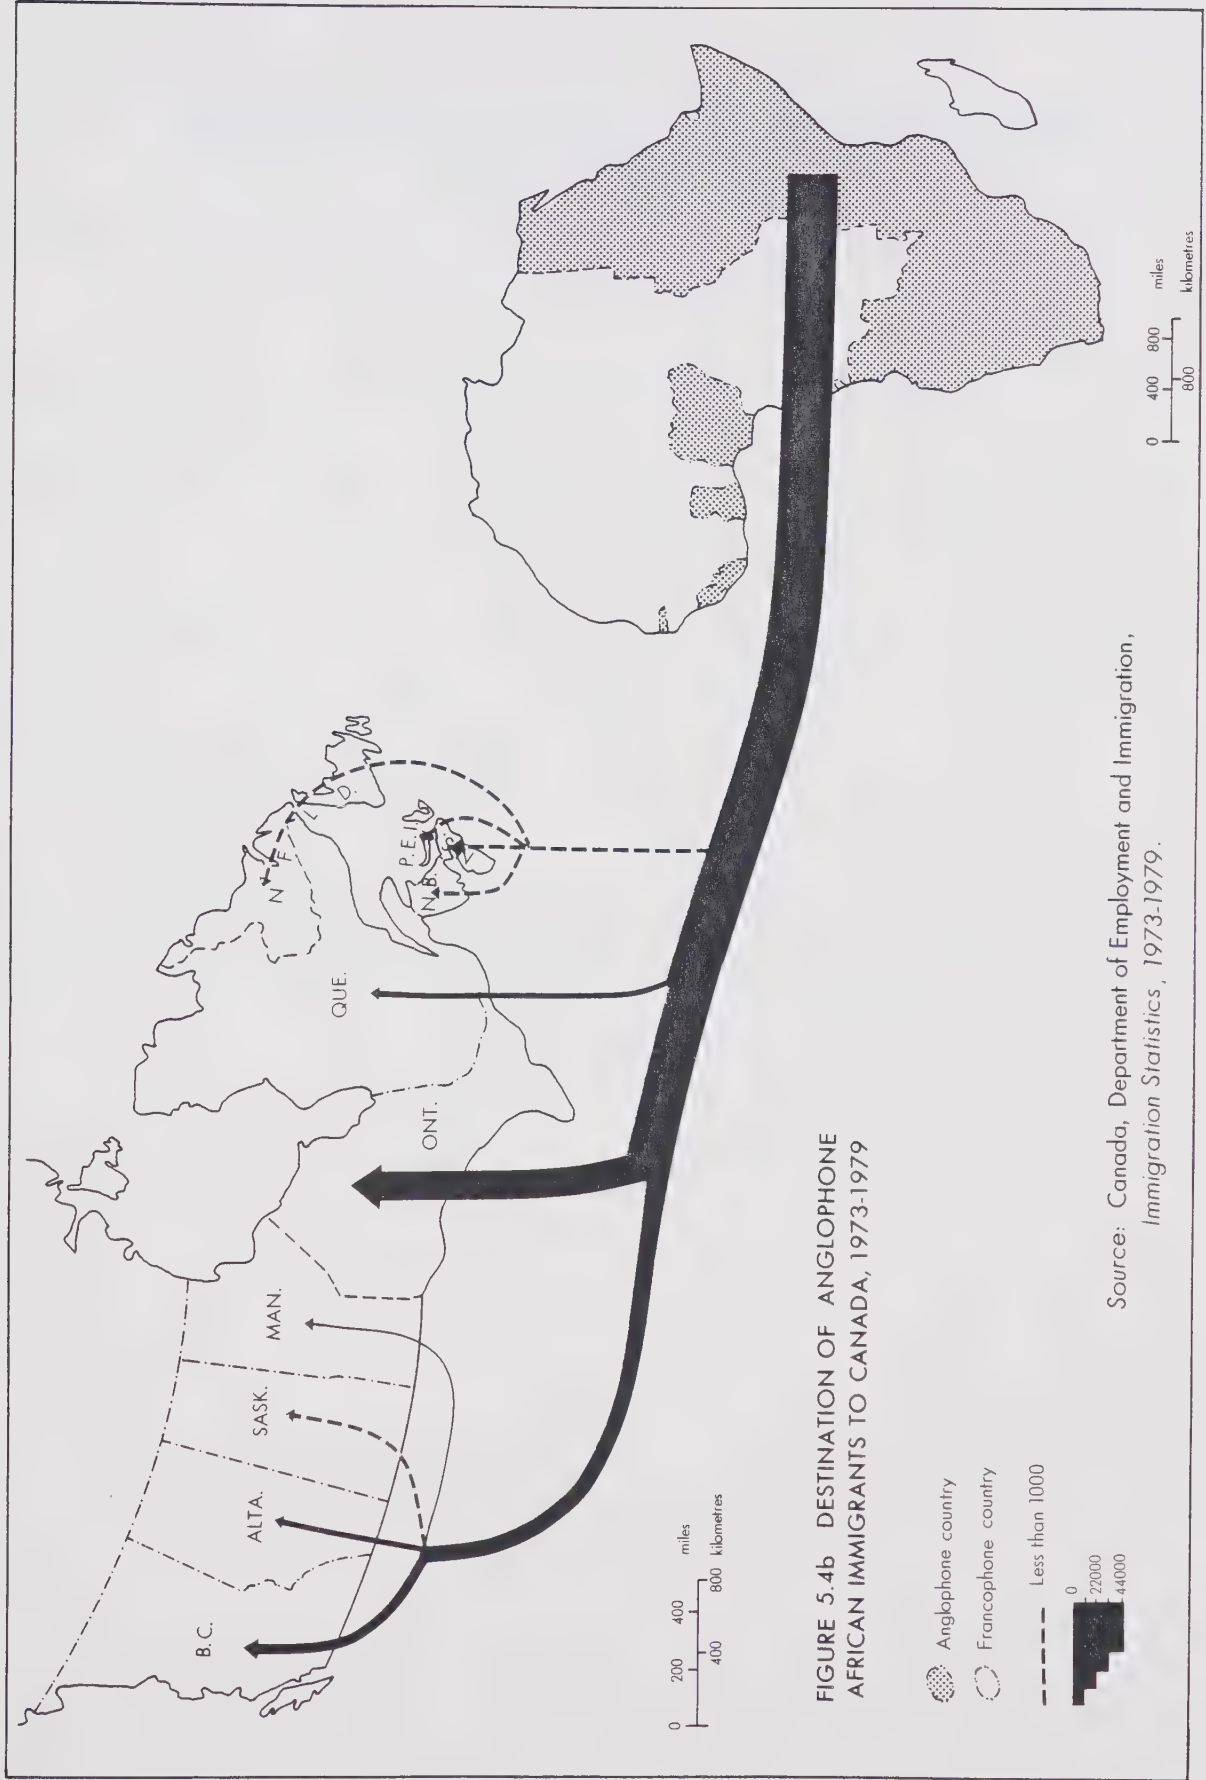 B.C.
ALTA.
SASK.
MAN.
ONT.
QUE.
N F L D
P.E.I.
N.B.
N
0 200 400 miles
400 800 kilometres
0 400 800 miles
800 kilometres
FIGURE 5.4b DESTINATION OF ANGLOPHONE
AFRICAN IMMIGRANTS TO CANADA, 1973-1979
Anglophone country
Francophone country
Less than 1000
0
22000
44000
Source: Canada, Department of Employment and Immigration,
Immigration Statistics, 1973-1979.